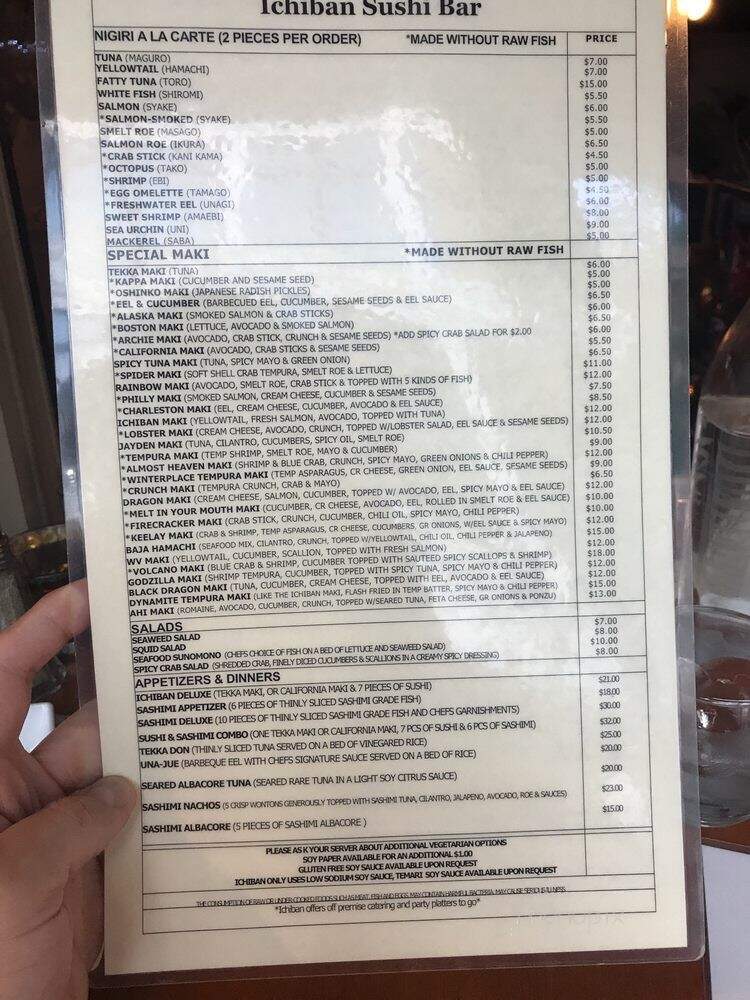 Ichiban Sushi Bar
NIGIRI A LA CARTE (2 PIECES PER ORDER) *MADE WITHOUT RAW FISH PRICE
TUNA (MAGURO) $7.00
YELLOWTAIL (HAMACHI) $7.00
FATTY TUNA (TORO) $15.00
WHITE FISH (SHIROMI) $5.50
SALMON (SYAKE) $6.00
*SALMON-SMOKED (SYAKE) $5.50
SMELT ROE (MASAGO) $5.00
SALMON ROE (IKURA) $6.50
*CRAB STICK (KANI KAMA) $4.50
*OCTOPUS (TAKO) $5.00
*SHRIMP (EBI) $5.00
*EGG OMELETTE (TAMAGO) $4.50
*FRESHWATER EEL (UNAGI) $6.00
SWEET SHRIMP (AMAEBI) $8.00
SEA URCHIN (UNI) $9.00
MACKEREL (SABA) $5.00
SPECIAL MAKI *MADE WITHOUT RAW FISH
TEKKA MAKI (TUNA) $6.00
*KAPPA MAKI (CUCUMBER AND SESAME SEED) $5.00
*OSHINKO MAKI (JAPANESE RADISH PICKLES) $5.00
*EEL & CUCUMBER (BARBECUED EEL, CUCUMBER, SESAME SEEDS & EEL SAUCE) $6.50
*ALASKA MAKI (SMOKED SALMON & CRAB STICKS) $6.00
*BOSTON MAKI (LETTUCE, AVOCADO & SMOKED SALMON) $6.50
*ARCHIE MAKI (AVOCADO, CRAB STICK, CRUNCH & SESAME SEEDS) *ADD SPICY CRAB SALAD FOR $2.00 $6.00
*CALIFORNIA MAKI (AVOCADO, CRAB STICKS & SESAME SEEDS) $5.50
SPICY TUNA MAKI (TUNA, SPICY MAYO & GREEN ONION) $6.50
*SPIDER MAKI (SOFT SHELL CRAB TEMPURA, SMELT ROE & LETTUCE) $11.00
RAINBOW MAKI (AVOCADO, SMELT ROE, CRAB STICK & TOPPED WITH 5 KINDS OF FISH) $12.00
*PHILLY MAKI (SMOKED SALMON, CREAM CHEESE, CUCUMBER & SESAME SEEDS) $7.50
*CHARLESTON MAKI (EEL, CREAM CHEESE, CUCUMBER, AVOCADO & EEL SAUCE) $8.50
ICHIBAN MAKI (YELLOWTAIL, FRESH SALMON, AVOCADO, TOPPED WITH TUNA) $12.00
*LOBSTER MAKI (CREAM CHEESE, AVOCADO, CRUNCH, TOPPED W/LOBSTER SALAD, EEL SAUCE & SESAME SEEDS) $12.00
JAYDEN MAKI (TUNA, CILANTRO, CUCUMBERS, SPICY OIL, SMELT ROE) $10.50
*TEMPURA MAKI (TEMP SHRIMP, SMELT ROE, MAYO & CUCUMBER) $9.00
*ALMOST HEAVEN MAKI (SHRIMP & BLUE CRAB, CRUNCH, SPICY MAYO, GREEN ONIONS & CHILI PEPPER) $12.00
*WINTERPLACE TEMPURA MAKI (TEMP ASPARAGUS, CR CHEESE, GREEN ONION, EEL SAUCE, SESAME SEEDS) $9.00
*CRUNCH MAKI (TEMPURA CRUNCH, CRAB & MAYO) $6.50
DRAGON MAKI (CREAM CHEESE, SALMON, CUCUMBER, TOPPED W/ AVOCADO, EEL, SPICY MAYO & EEL SAUCE) $12.00
*MELT IN YOUR MOUTH MAKI (CUCUMBER, CR CHEESE, AVOCADO, EEL, ROLLED IN SMELT ROE & EEL SAUCE) $10.00
*FIRECRACKER MAKI (CRAB STICK, CRUNCH, CUCUMBER, CHILI OIL, SPICY MAYO, CHILI PEPPER) $10.00
*KEELAY MAKI (CRAB & SHRIMP, TEMP ASPARAGUS, CR CHEESE, CUCUMBERS, GR ONIONS, W/EEL SAUCE & SPICY MAYO) $12.00
BAJA HAMACHI (SEAFOOD MIX, CILANTRO, CRUNCH, TOPPED W/YELLOWTAIL, CHILI OIL, CHILI PEPPER & JALAPENO) $15.00
WV MAKI (YELLOWTAIL, CUCUMBER, SCALLION, TOPPED WITH FRESH SALMON) $12.00
*VOLCANO MAKI (BLUE CRAB & SHRIMP, CUCUMBER TOPPED WITH SAUTEED SPICY SCALLOPS & SHRIMP) $18.00
GODZILLA MAKI (SHRIMP TEMPURA, CUCUMBER, TOPPED WITH SPICY TUNA, SPICY MAYO & CHILI PEPPER) $12.00
BLACK DRAGON MAKI (TUNA, CUCUMBER, CREAM CHEESE, TOPPED WITH EEL, AVOCADO & EEL SAUCE) $12.00
DYNAMITE TEMPURA MAKI (LIKE THE ICHIBAN MAKI, FLASH FRIED IN TEMP BATTER, SPICY MAYO & CHILI PEPPER) $15.00
AHI MAKI (ROMAINE, AVOCADO, CUCUMBER, CRUNCH, TOPPED W/SEARED TUNA, FETA CHEESE, GR ONIONS & PONZU) $13.00
SALADS
SEAWEED SALAD $7.00
SQUID SALAD $8.00
SEAFOOD SUNOMONO (CHEFS CHOICE OF FISH ON A BED OF LETTUCE AND SEAWEED SALAD) $10.00
SPICY CRAB SALAD (SHREDDED CRAB, FINELY DICED CUCUMBERS & SCALLIONS IN A CREAMY SPICY DRESSING) $8.00
APPETIZERS & DINNERS
ICHIBAN DELUXE (TEKKA MAKI, OR CALIFORNIA MAKI & 7 PIECES OF SUSHI) $21.00
SASHIMI APPETIZER (6 PIECES OF THINLY SLICED SASHIMI GRADE FISH) $18.00
SASHIMI DELUXE (10 PIECES OF THINLY SLICED SASHIMI GRADE FISH AND CHEFS GARNISHMENTS) $30.00
SUSHI & SASHIMI COMBO (ONE TEKKA MAKI OR CALIFORNIA MAKI, 7 PCS OF SUSHI & 6 PCS OF SASHIMI) $32.00
TEKKA DON (THINLY SLICED TUNA SERVED ON A BED OF VINEGARED RICE) $25.00
UNA-JUE (BARBEQUE EEL WITH CHEFS SIGNATURE SAUCE SERVED ON A BED OF RICE) $20.00
SEARED ALBACORE TUNA (SEARED RARE TUNA IN A LIGHT SOY CITRUS SAUCE) $20.00
SASHIMI NACHOS (5 CRISP WONTONS GENEROUSLY TOPPED WITH SASHIMI TUNA, CILANTRO, JALAPENO, AVOCADO, ROE & SAUCES) $23.00
SASHIMI ALBACORE (5 PIECES OF SASHIMI ALBACORE ) $15.00
PLEASE ASK YOUR SERVER ABOUT ADDITIONAL VEGETARIAN OPTIONS
SOY PAPER AVAILABLE FOR AN ADDITIONAL $1.00
GLUTEN FREE SOY SAUCE AVAILABLE UPON REQUEST
ICHIBAN ONLY USES LOW SODIUM SOY SAUCE, TEMARI SOY SAUCE AVAILABLE UPON REQUEST
THE CONSUMPTION OF RAW OR UNDER COOKED FOODS SUCH AS MEAT, FISH AND EGGS, MAY CONTAIN HARMFUL BACTERIA, MAY CAUSE SERIOUS ILLNESS
*Ichiban offers off premise catering and party platters to go*